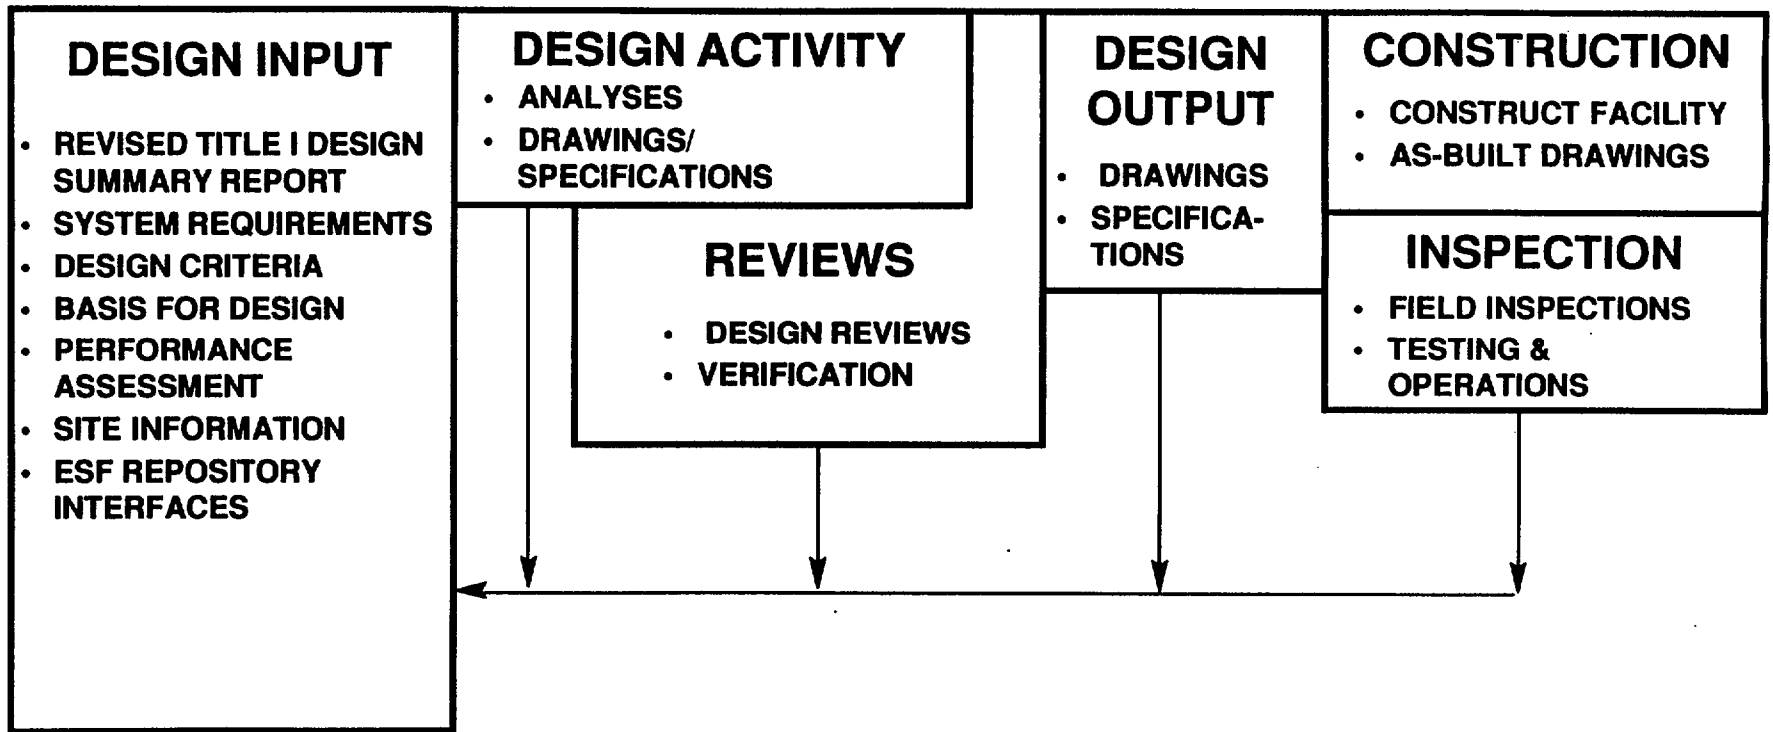 DESIGN INPUT
• REVISED TITLE I DESIGN
SUMMARY REPORT
• SYSTEM REQUIREMENTS
• DESIGN CRITERIA
• BASIS FOR DESIGN
• PERFORMANCE
ASSESSMENT
• SITE INFORMATION
• ESF REPOSITORY
INTERFACES
DESIGN ACTIVITY
• ANALYSES
• DRAWINGS/
SPECIFICATIONS
REVIEWS
• DESIGN REVIEWS
• VERIFICATION
DESIGN
OUTPUT
• DRAWINGS
• SPECIFICA-
TIONS
CONSTRUCTION
• CONSTRUCT FACILITY
• AS-BUILT DRAWINGS
INSPECTION
• FIELD INSPECTIONS
• TESTING &
OPERATIONS